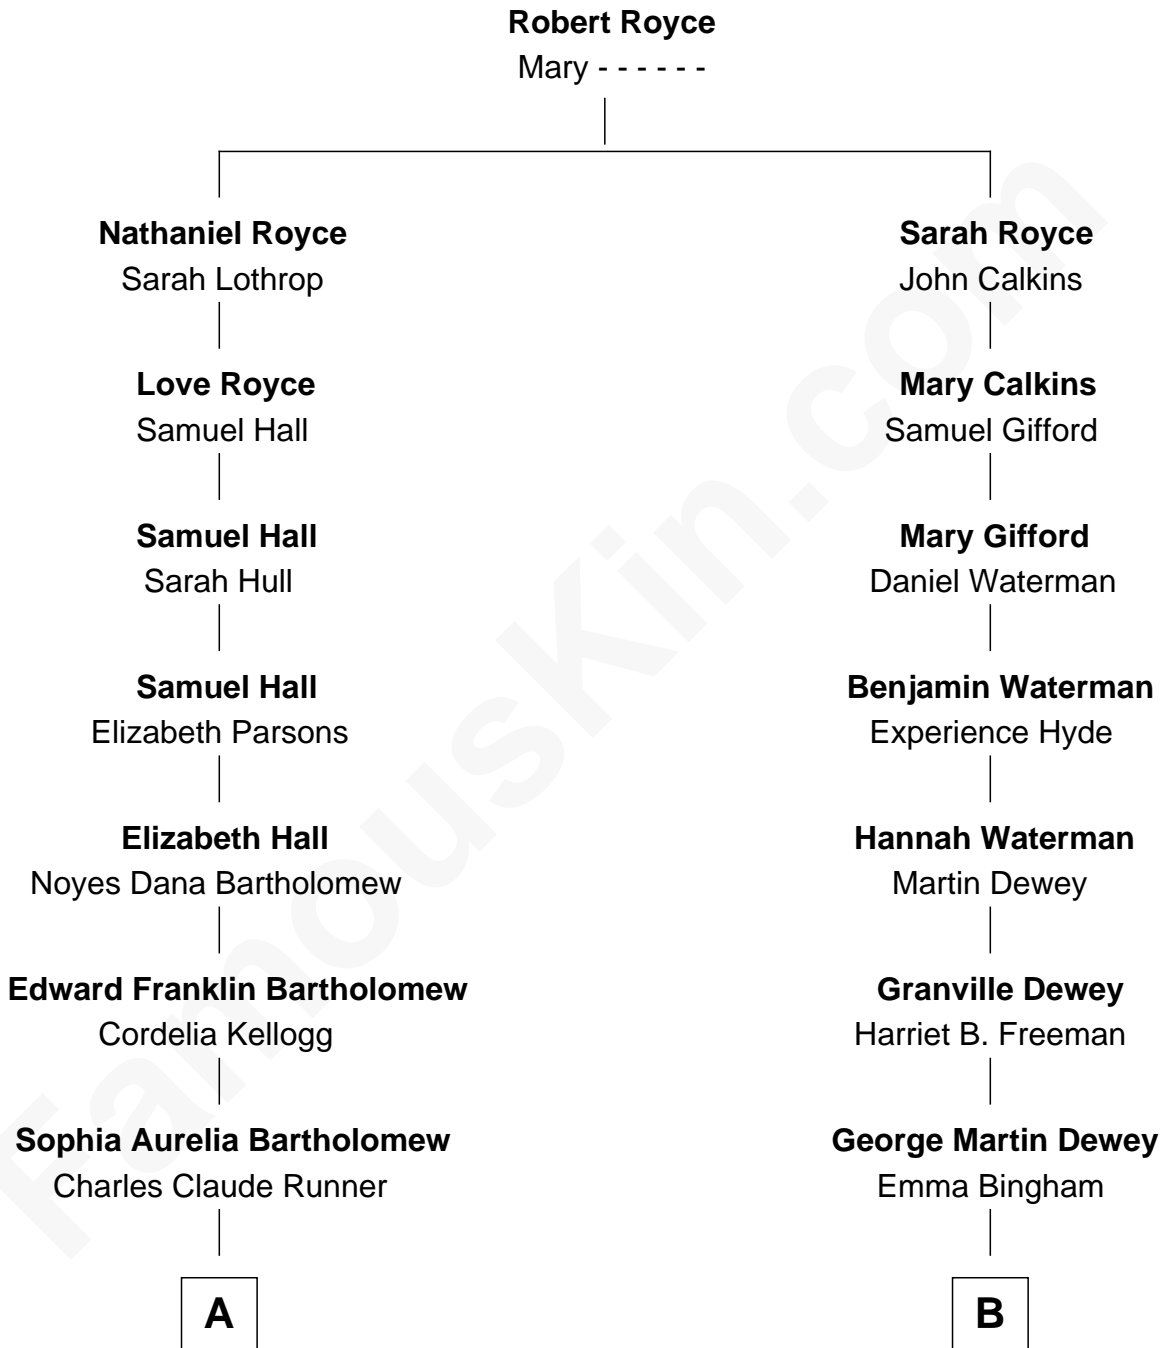 Robert Royce
Mary - - - - - -
Nathaniel Royce
Sarah Lothrop
Sarah Royce
John Calkins
Love Royce
Samuel Hall
Mary Calkins
Samuel Gifford
Samuel Hall
Sarah Hull
Mary Gifford
Daniel Waterman
Samuel Hall
Elizabeth Parsons
Benjamin Waterman
Experience Hyde
Elizabeth Hall
Noyes Dana Bartholomew
Hannah Waterman
Martin Dewey
Edward Franklin Bartholomew
Cordelia Kellogg
Granville Dewey
Harriet B. Freeman
Sophia Aurelia Bartholomew
Charles Claude Runner
George Martin Dewey
Emma Bingham
A
B
FamousKin.com